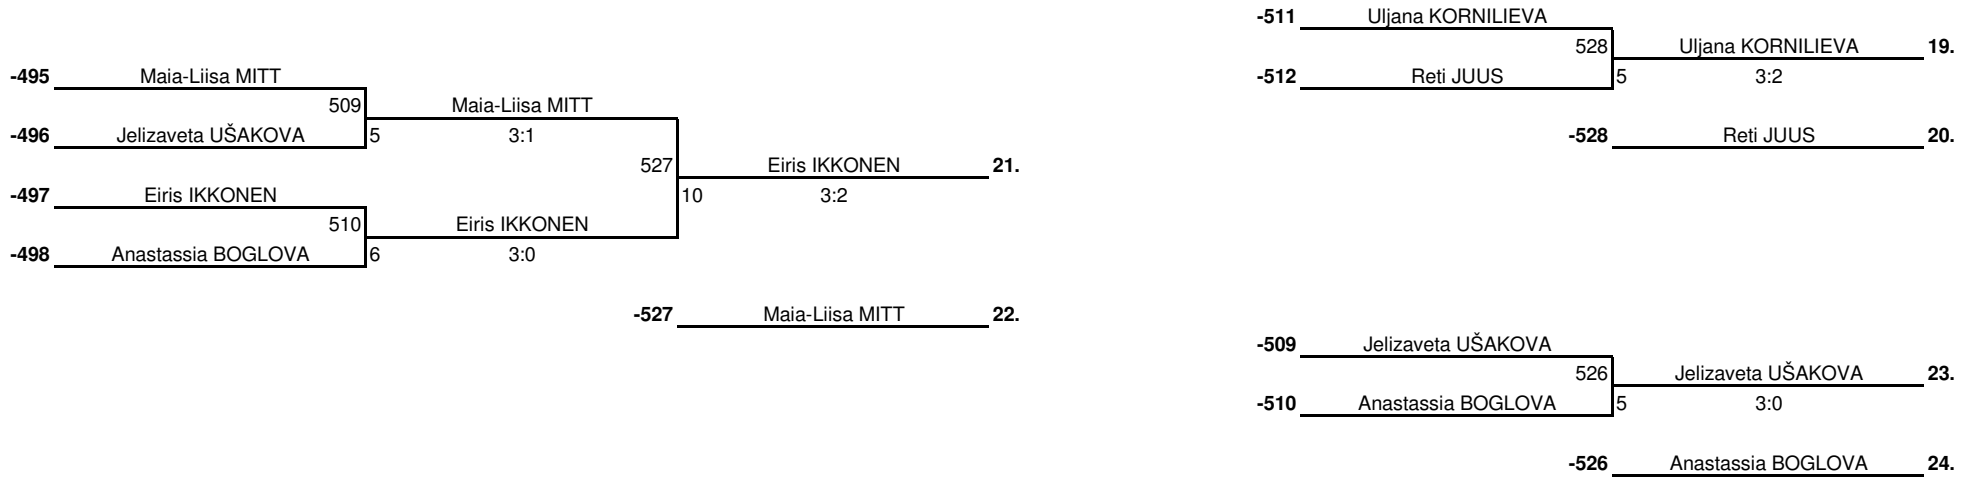 -511 Uljana KORNILIEVA
528 Uljana KORNILIEVA 19.
-495 Maia-Liisa MITT
-512 Reti JUUS 5 3:2
509 Maia-Liisa MITT
-496 Jelizaveta UŠAKOVA 5 3:1
-528 Reti JUUS 20.
527 Eiris IKKONEN 21.
-497 Eiris IKKONEN
10 3:2
510 Eiris IKKONEN
-498 Anastassia BOGLOVA 6 3:0
-527 Maia-Liisa MITT 22.
-509 Jelizaveta UŠAKOVA
526 Jelizaveta UŠAKOVA 23.
-510 Anastassia BOGLOVA 5 3:0
-526 Anastassia BOGLOVA 24.